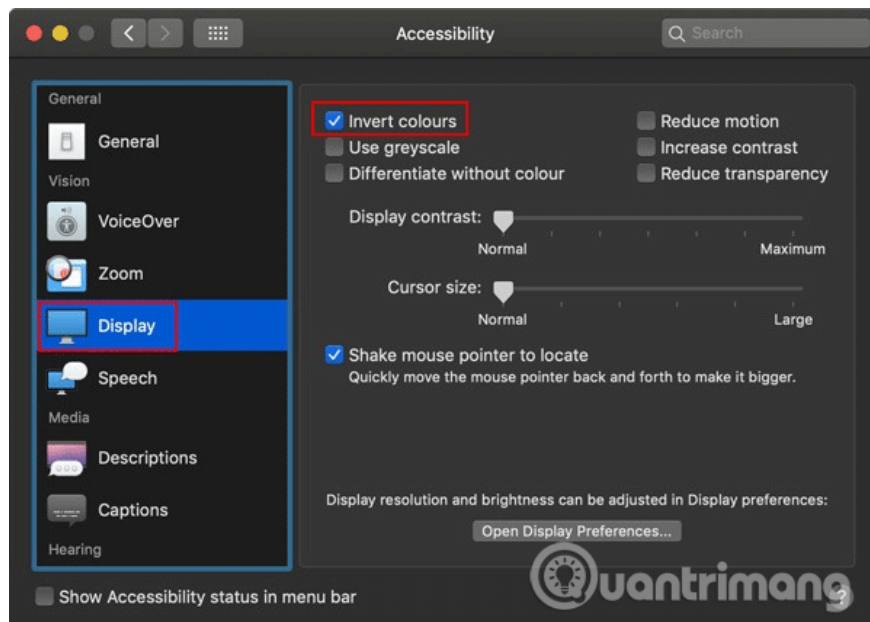 Accessibility
Search
General
General
Vision
VoiceOver
Zoom
Display
Speech
Media
Descriptions
Captions
Hearing
Invert colours
Use greyscale
Differentiate without colour
Reduce motion
Increase contrast
Reduce transparency
Display contrast:
Normal Maximum
Cursor size:
Normal Large
Shake mouse pointer to locate
Quickly move the mouse pointer back and forth to make it bigger.
Display resolution and brightness can be adjusted in Display preferences:
Open Display Preferences...
Show Accessibility status in menu bar
?
Quantrimang